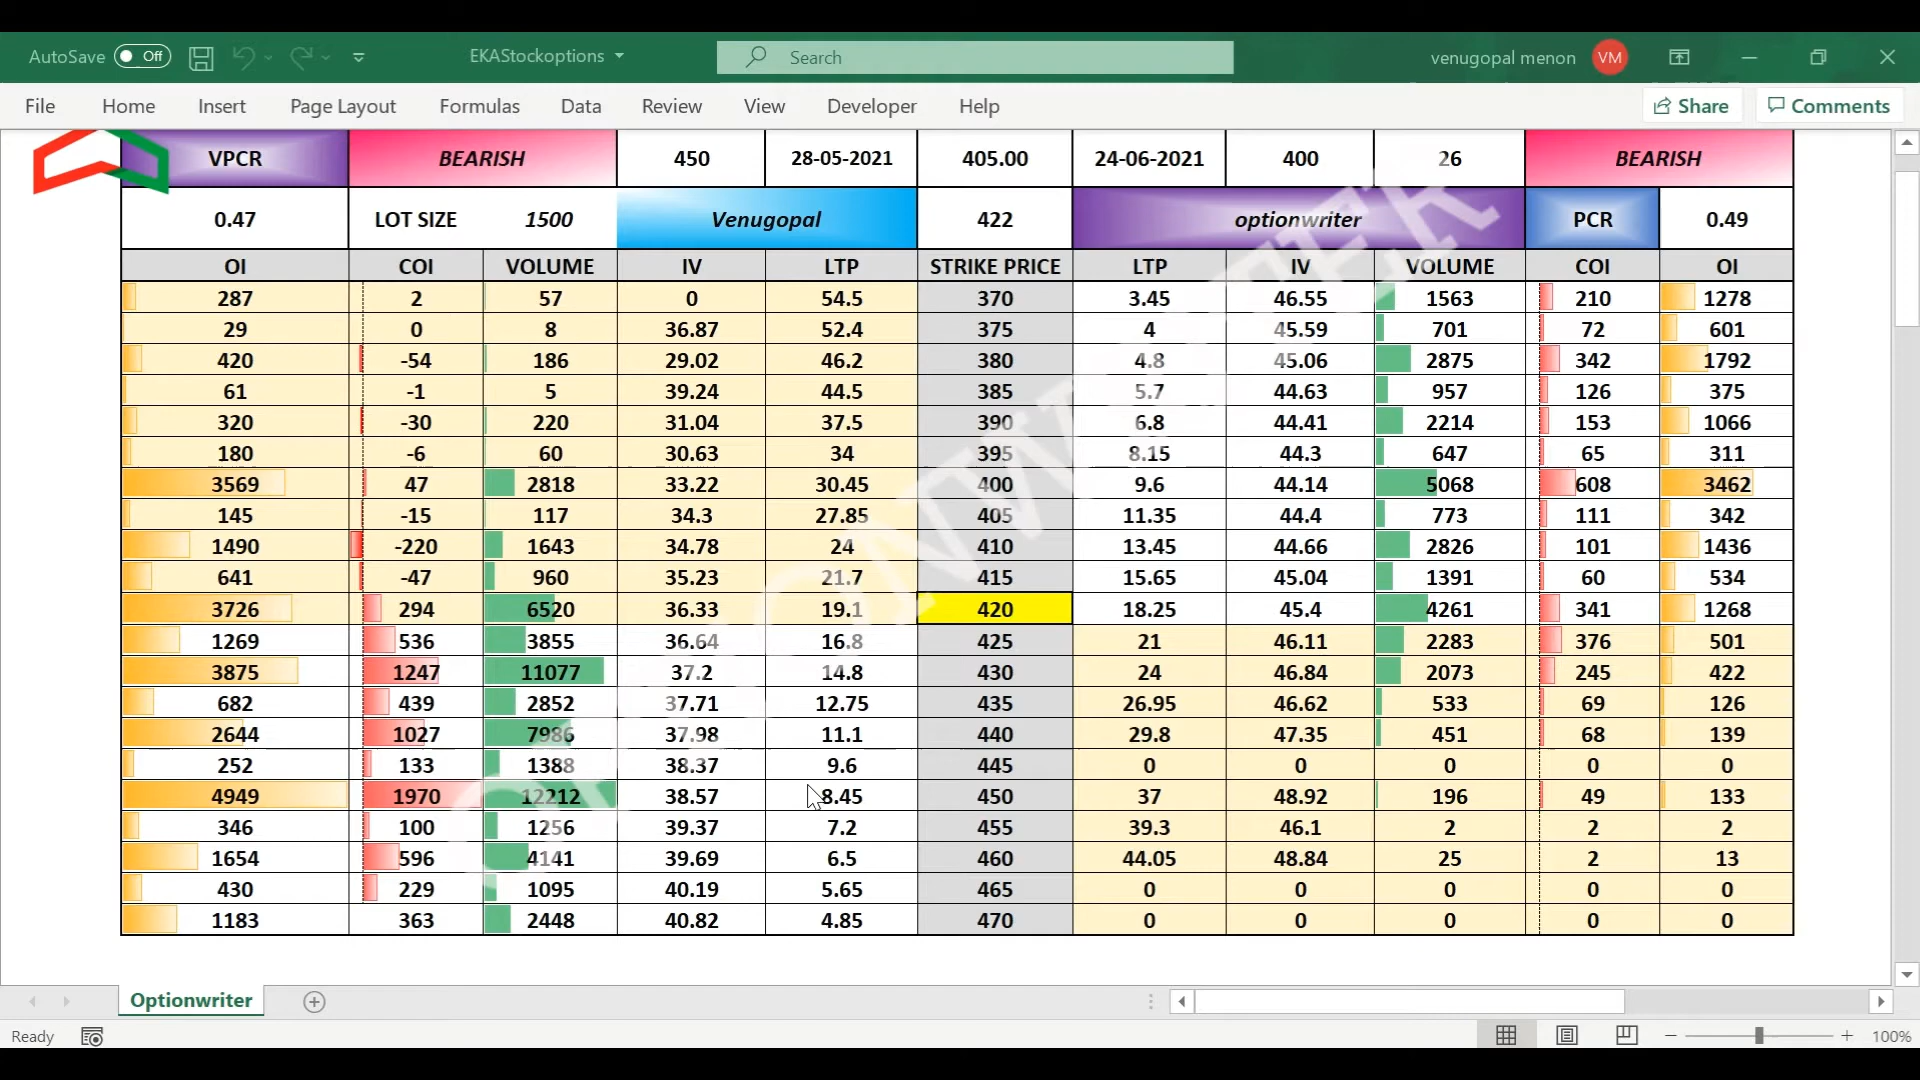 AutoSave Off EKAStockoptions Search venugopal menon VM
File Home Insert Page Layout Formulas Data Review View Developer Help Share Comments
VPCR BEARISH 450 28-05-2021 405.00 24-06-2021 400 26 BEARISH
0.47 LOT SIZE 1500 Venugopal 422 optionwriter PCR 0.49
OI COI VOLUME IV LTP STRIKE PRICE LTP IV VOLUME COI OI
287 2 57 0 54.5 370 3.45 46.55 1563 210 1278
29 0 8 36.87 52.4 375 4 45.59 701 72 601
420 -54 186 29.02 46.2 380 4.8 45.06 2875 342 1792
61 -1 5 39.24 44.5 385 5.7 44.63 957 126 375
320 -30 220 31.04 37.5 390 6.8 44.41 2214 153 1066
180 -6 60 30.63 34 395 8.15 44.3 647 65 311
3569 47 2818 33.22 30.45 400 9.6 44.14 5068 608 3462
145 -15 117 34.3 27.85 405 11.35 44.4 773 111 342
1490 -220 1643 34.78 24 410 13.45 44.66 2826 101 1436
641 -47 960 35.23 21.7 415 15.65 45.04 1391 60 534
3726 294 6520 36.33 19.1 420 18.25 45.4 4261 341 1268
1269 536 3855 36.64 16.8 425 21 46.11 2283 376 501
3875 1247 11077 37.2 14.8 430 24 46.84 2073 245 422
682 439 2852 37.71 12.75 435 26.95 46.62 533 69 126
2644 1027 7986 37.98 11.1 440 29.8 47.35 451 68 139
252 133 1388 38.37 9.6 445 0 0 0 0 0
4949 1970 12212 38.57 8.45 450 37 48.92 196 49 133
346 100 1256 39.37 7.2 455 39.3 46.1 2 2 2
1654 596 4141 39.69 6.5 460 44.05 48.84 25 2 13
430 229 1095 40.19 5.65 465 0 0 0 0 0
1183 363 2448 40.82 4.85 470 0 0 0 0 0
OPTIONWRITER
Optionwriter
Ready 100%